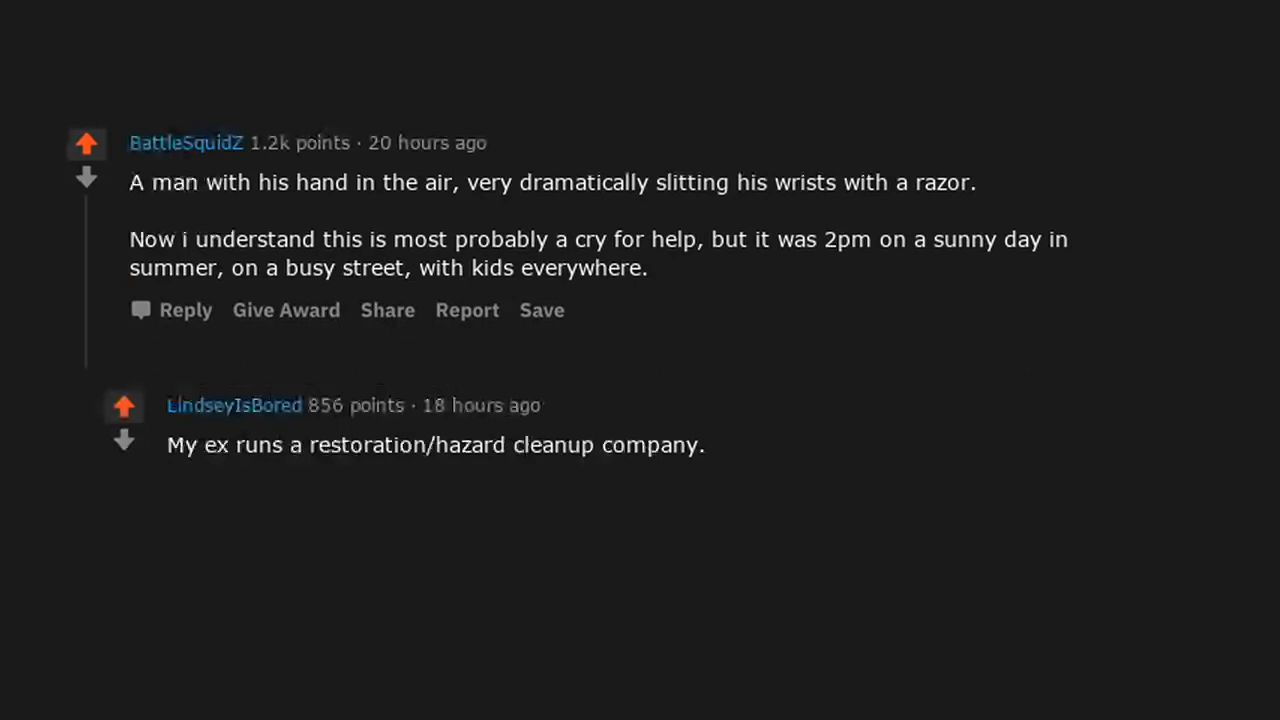 BattleSquidZ 1.2k points · 20 hours ago
A man with his hand in the air, very dramatically slitting his wrists with a razor.
Now i understand this is most probably a cry for help, but it was 2pm on a sunny day in
summer, on a busy street, with kids everywhere.
Reply Give Award Share Report Save
LindseyIsBored 856 points · 18 hours ago
My ex runs a restoration/hazard cleanup company.